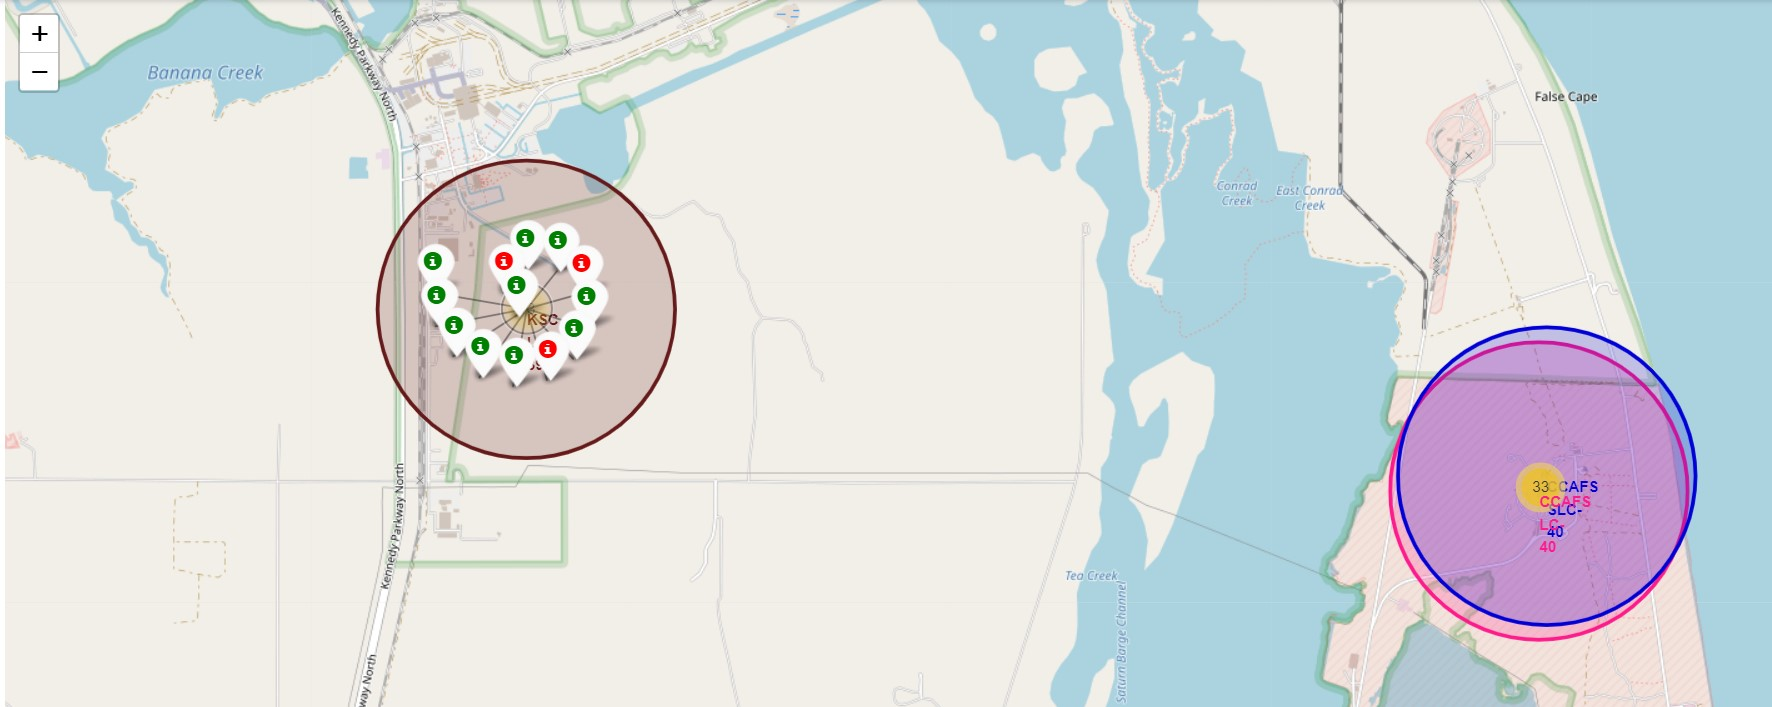 +
−
Banana Creek
Kennedy Parkway North
False Cape
Conrad
Creek
East Conrad
Creek
KSC
33
CCAFS
SLC-
40
CCAFS
LC-
40
Kennedy Parkway North
Tea Creek
Saturn Barge Channel
way North